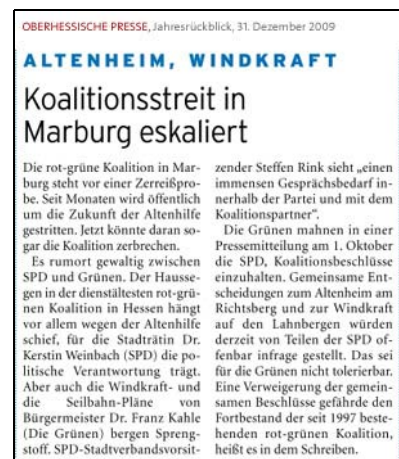 OBERHESSISCHE PRESSE, Jahresrückblick, 31. Dezember 2009
ALTENHEIM, WINDKRAFT
Koalitionsstreit in
Marburg eskaliert
Die rot-grüne Koalition in Mar-
burg steht vor einer Zerreißpro-
be. Seit Monaten wird öffentlich
um die Zukunft der Altenhilfe
gestritten. Jetzt könnte daran so-
gar die Koalition zerbrechen.
Es rumort gewaltig zwischen
SPD und Grünen. Der Hausse-
gen in der dienstältesten rot-grü-
nen Koalition in Hessen hängt
vor allem wegen der Altenhilfe
schief, für die Stadträtin Dr.
Kerstin Weinbach (SPD) die po-
litische Verantwortung trägt.
Aber auch die Windkraft- und
die Seilbahn-Pläne von
Bürgermeister Dr. Franz Kahle
(Die Grünen) bergen Spreng-
stoff. SPD-Stadtverbandsvorsit-
zender Steffen Rink sieht „einen
immensen Gesprächsbedarf in-
nerhalb der Partei und mit dem
Koalitionspartner“.
Die Grünen mahnen in einer
Pressemitteilung am 1. Oktober
die SPD, Koalitionsbeschlüsse
einzuhalten. Gemeinsame Ent-
scheidungen zum Altenheim am
Richtsberg und zur Windkraft
auf den Lahnbergen würden
derzeit von Teilen der SPD of-
fenbar infrage gestellt. Das sei
für die Grünen nicht tolerierbar.
Eine Verweigerung der gemein-
samen Beschlüsse gefährde den
Fortbestand der seit 1997 beste-
henden rot-grünen Koalition,
heißt es in dem Schreiben.